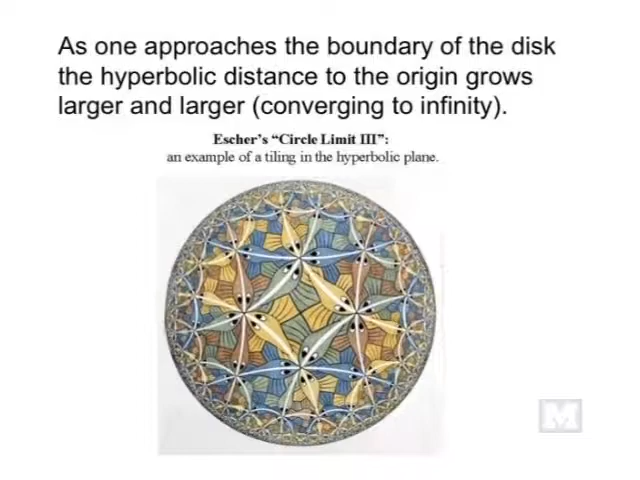 As one approaches the boundary of the disk
the hyperbolic distance to the origin grows
larger and larger (converging to infinity).
Escher's “Circle Limit III”:
an example of a tiling in the hyperbolic plane.
M